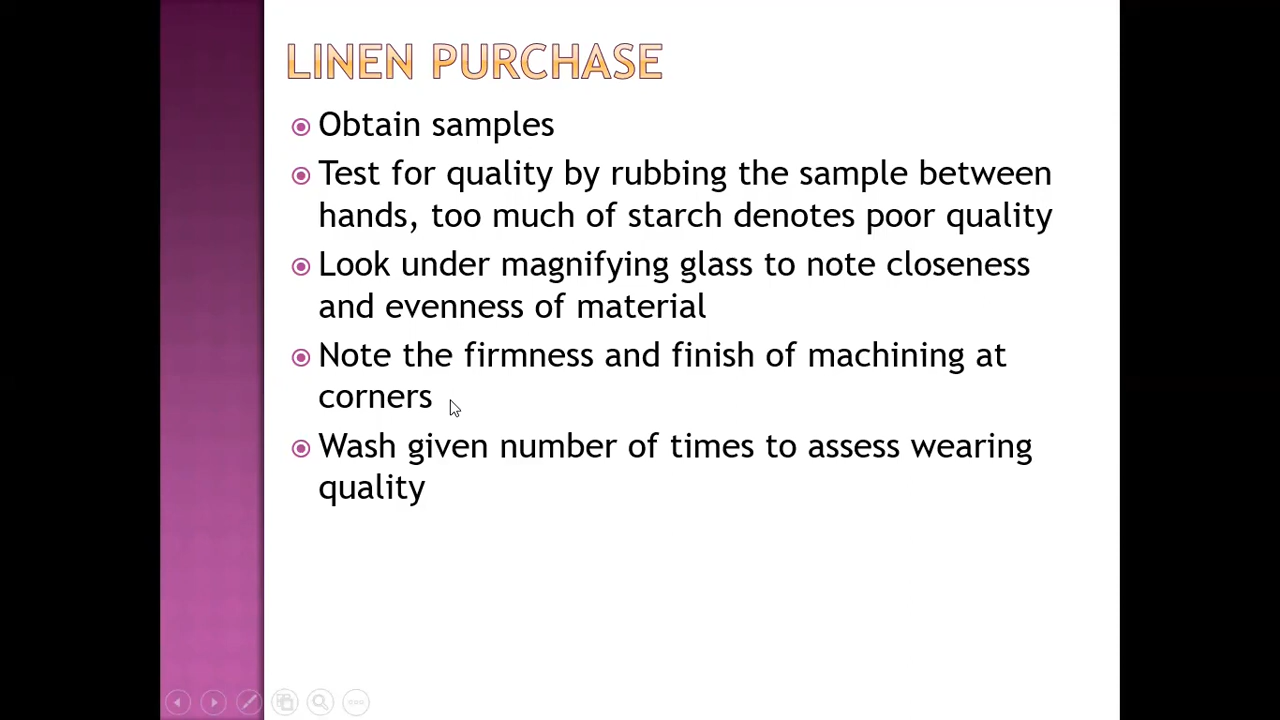 LINEN PURCHASE
Obtain samples
Test for quality by rubbing the sample between
hands, too much of starch denotes poor quality
Look under magnifying glass to note closeness
and evenness of material
Note the firmness and finish of machining at
corners
Wash given number of times to assess wearing
quality